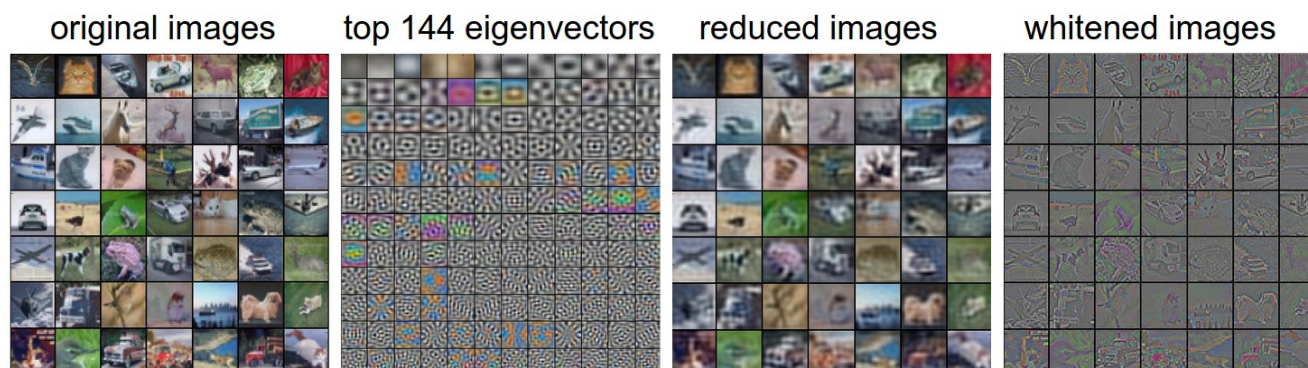 original images
top 144 eigenvectors
reduced images
whitened images